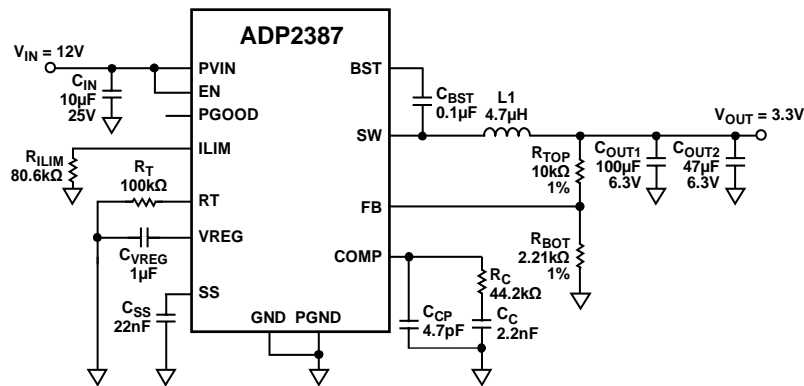 ADP2387
V_IN = 12V
C_IN
10µF
25V
PVIN
EN
PGOOD
ILIM
R_ILIM
80.6kΩ
R_T
100kΩ
RT
VREG
C_VREG
1µF
SS
C_SS
22nF
GND PGND
BST
C_BST
0.1µF
L1
4.7µH
SW
V_OUT = 3.3V
R_TOP
10kΩ
1%
C_OUT1
100µF
6.3V
C_OUT2
47µF
6.3V
FB
R_BOT
2.21kΩ
1%
COMP
R_C
44.2kΩ
C_CP
4.7pF
C_C
2.2nF